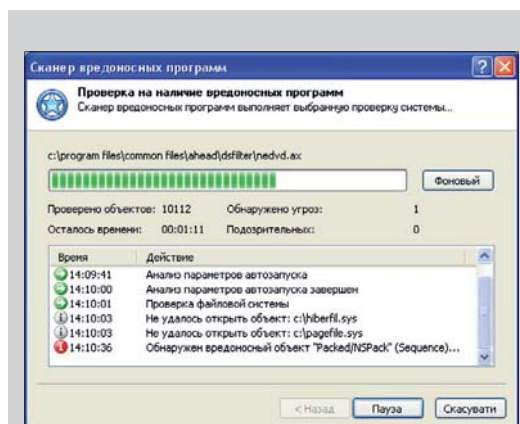 Сканер вредоносных программ
Проверка на наличие вредоносных программ
Сканер вредоносных программ выполняет выбранную проверку системы...
c:\program files\common files\ahead\dsfilter\nedvd.ax
Фоновый
Проверено объектов: 10112 Обнаружено угроз: 1
Осталось времени: 00:01:11 Подозрительных: 0
Время Действие
14:09:41 Анализ параметров автозапуска
14:10:00 Анализ параметров автозапуска завершен
14:10:01 Проверка файловой системы
14:10:03 Не удалось открыть объект: c:\hiberfil.sys
14:10:03 Не удалось открыть объект: c:\pagefile.sys
14:10:36 Обнаружен вредоносный объект "Packed/NSPack" (Sequence)...
< Назад Пауза Скасувати